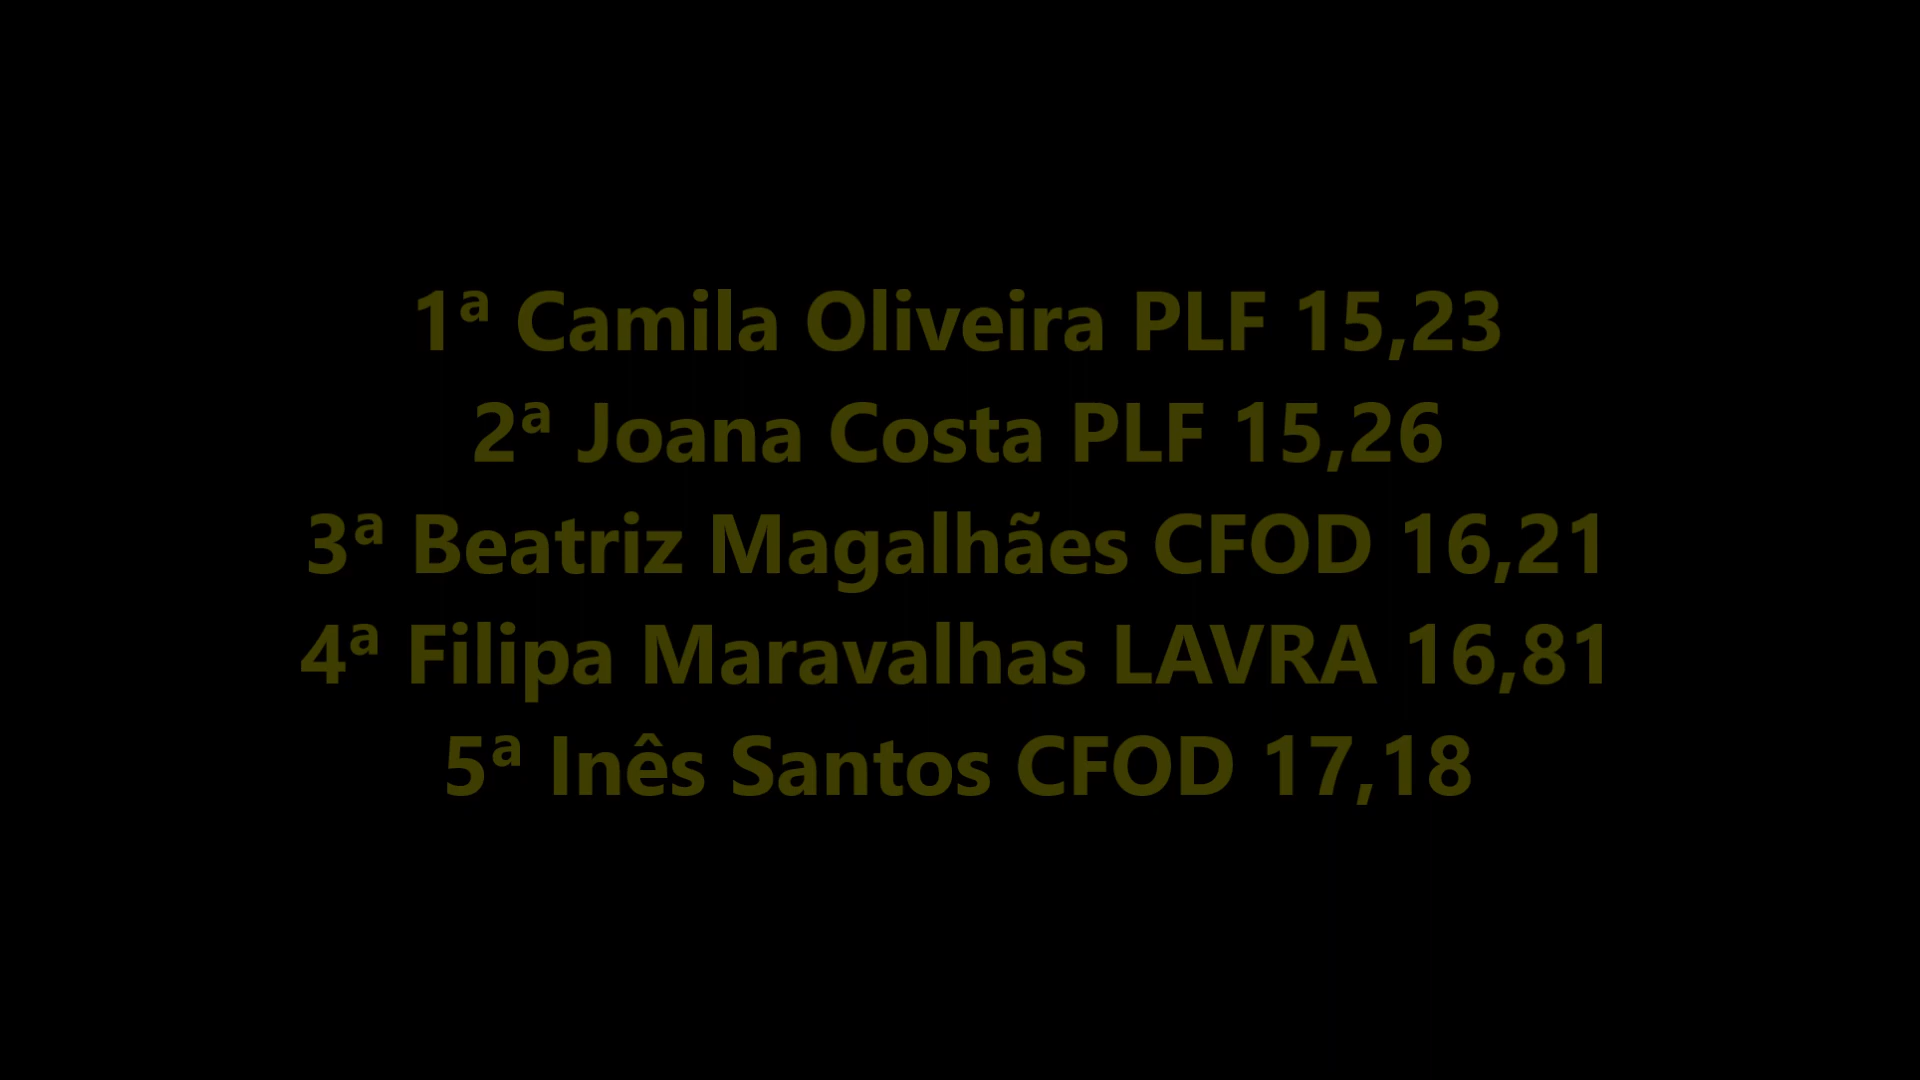 1ª Camila Oliveira PLF 15,23
2ª Joana Costa PLF 15,26
3ª Beatriz Magalhães CFOD 16,21
4ª Filipa Maravalhas LAVRA 16,81
5ª Inês Santos CFOD 17,18